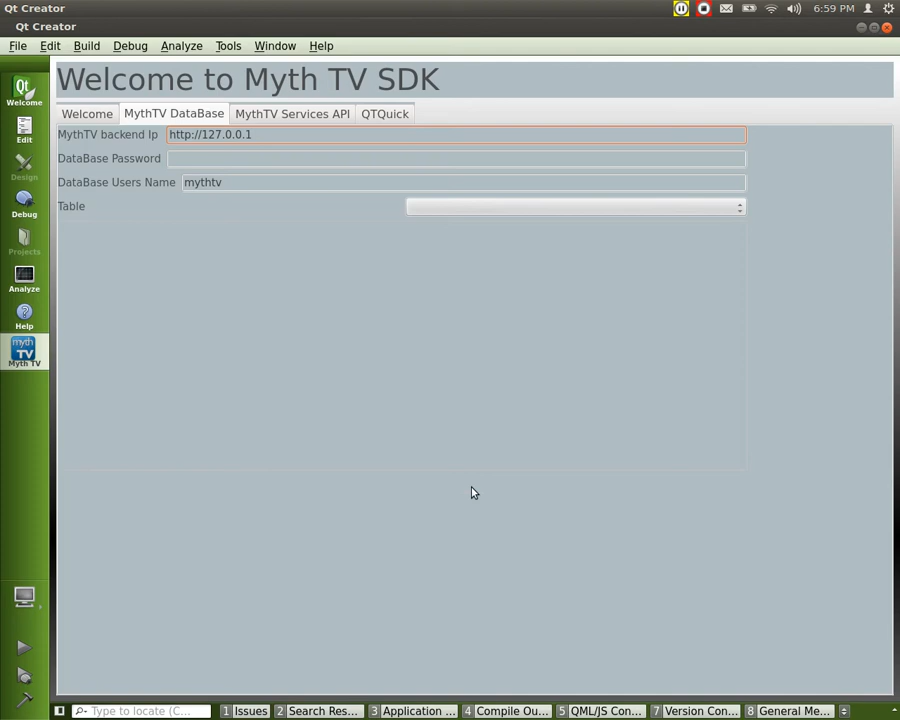 Qt Creator
6:59 PM
Qt Creator
File Edit Build Debug Analyze Tools Window Help
Qt
Welcome
Edit
Design
Debug
Projects
Analyze
Help
myth
TV
Myth TV
Welcome to Myth TV SDK
Welcome MythTV DataBase MythTV Services API QTQuick
MythTV backend Ip http://127.0.0.1
DataBase Password
DataBase Users Name mythtv
Table
Type to locate (C... 1 Issues 2 Search Res... 3 Application ... 4 Compile Ou... 5 QML/JS Con... 7 Version Con... 8 General Me...